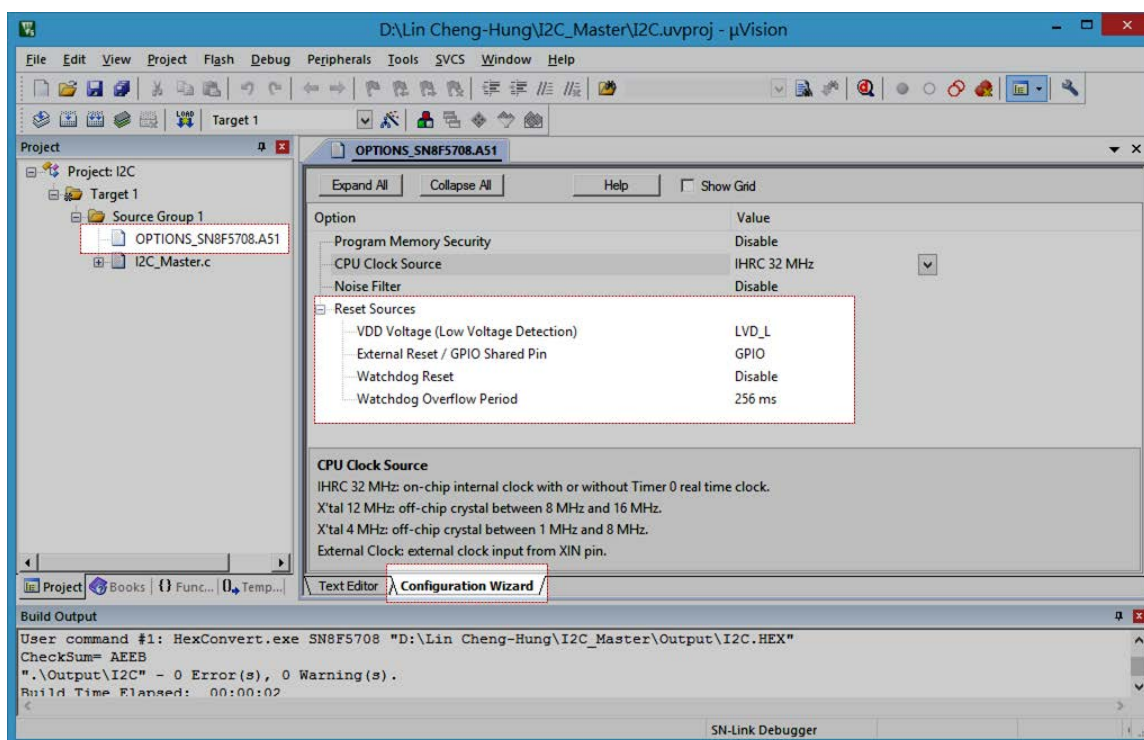 D:\Lin Cheng-Hung\I2C_Master\I2C.uvproj - µVision
File Edit View Project Flash Debug Peripherals Tools SVCS Window Help
LOAD Target 1
Project
OPTIONS_SN8F5708.A51
Project: I2C
Target 1
Source Group 1
OPTIONS_SN8F5708.A51
I2C_Master.c
Expand All Collapse All Help Show Grid
Option Value
Program Memory Security Disable
CPU Clock Source IHRC 32 MHz
Noise Filter Disable
Reset Sources
VDD Voltage (Low Voltage Detection) LVD_L
External Reset / GPIO Shared Pin GPIO
Watchdog Reset Disable
Watchdog Overflow Period 256 ms
CPU Clock Source
IHRC 32 MHz: on-chip internal clock with or without Timer 0 real time clock.
X'tal 12 MHz: off-chip crystal between 8 MHz and 16 MHz.
X'tal 4 MHz: off-chip crystal between 1 MHz and 8 MHz.
External Clock: external clock input from XIN pin.
Project Books {} Func... 0 Temp...
Text Editor Configuration Wizard
Build Output
User command #1: HexConvert.exe SN8F5708 "D:\Lin Cheng-Hung\I2C_Master\Output\I2C.HEX"
CheckSum= AEEB
".\Output\I2C" - 0 Error(s), 0 Warning(s).
Build Time Elapsed: 00:00:02
SN-Link Debugger